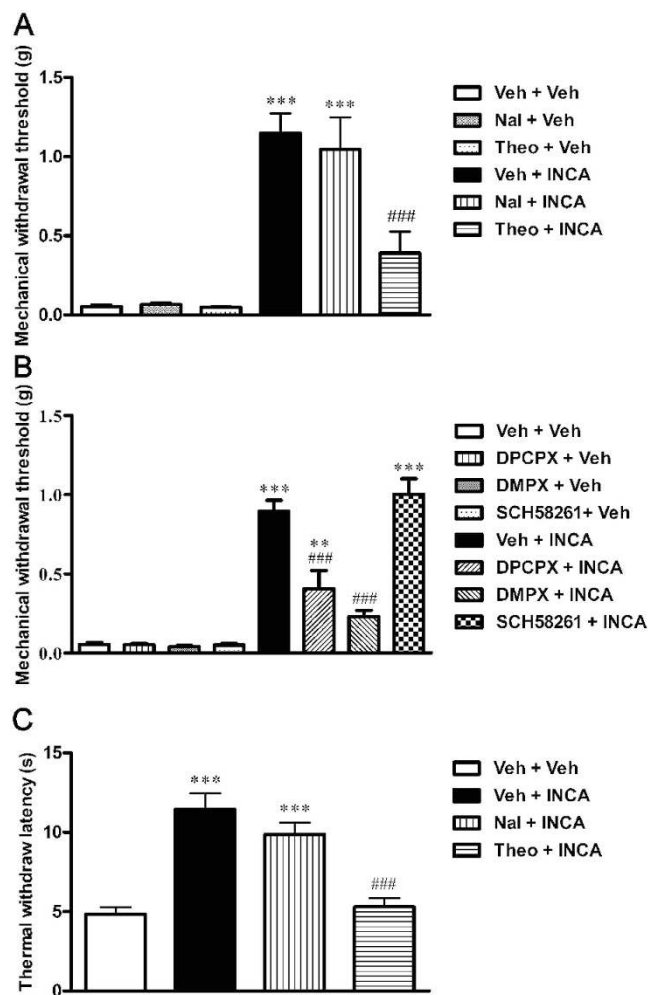 A
Mechanical withdrawal threshold (g)
1.5
1.0
0.5
0.0
***
***
###
Veh + Veh
Nal + Veh
Theo + Veh
Veh + INCA
Nal + INCA
Theo + INCA
B
Mechanical withdrawal threshold (g)
1.5
1.0
0.5
0.0
***
**
###
###
***
Veh + Veh
DPCPX + Veh
DMPX + Veh
SCH58261+ Veh
Veh + INCA
DPCPX + INCA
DMPX + INCA
SCH58261 + INCA
C
Thermal withdraw latency (s)
15
10
5
0
***
***
###
Veh + Veh
Veh + INCA
Nal + INCA
Theo + INCA